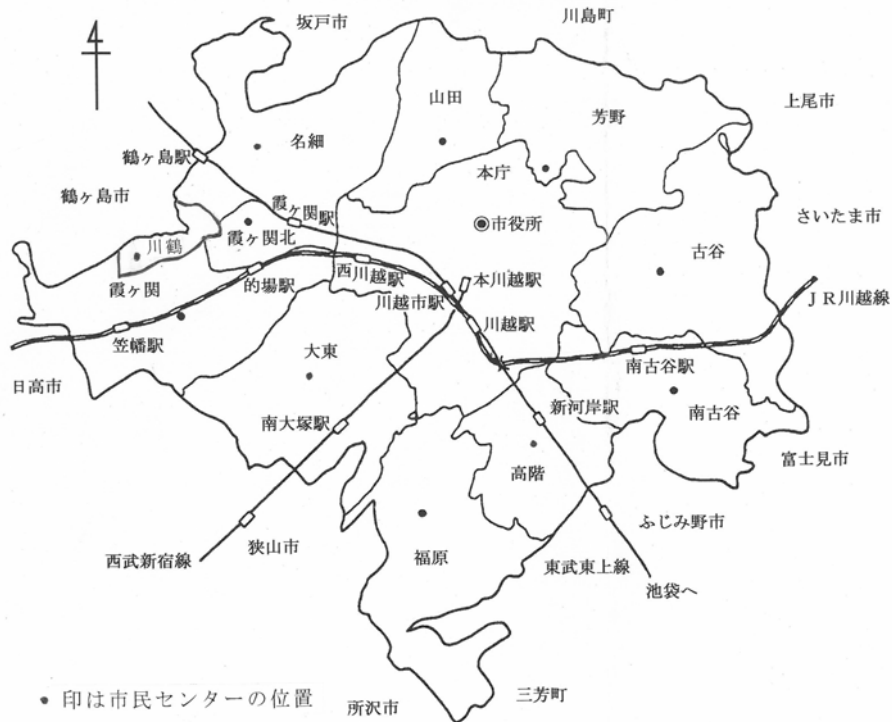 坂戸市
川島町
山田
芳野
上尾市
名細
鶴ヶ島駅
本庁
鶴ヶ島市
霞ヶ関駅
さいたま市
霞ヶ関北
市役所
川鶴
古谷
霞ヶ関
的場駅
西川越駅
本川越駅
川越市駅
川越駅
JR川越線
笠幡駅
大東
南古谷駅
日高市
南大塚駅
新河岸駅
南古谷
高階
富士見市
ふじみ野市
西武新宿線
狭山市
福原
東武東上線
池袋へ
• 印は市民センターの位置
所沢市
三芳町